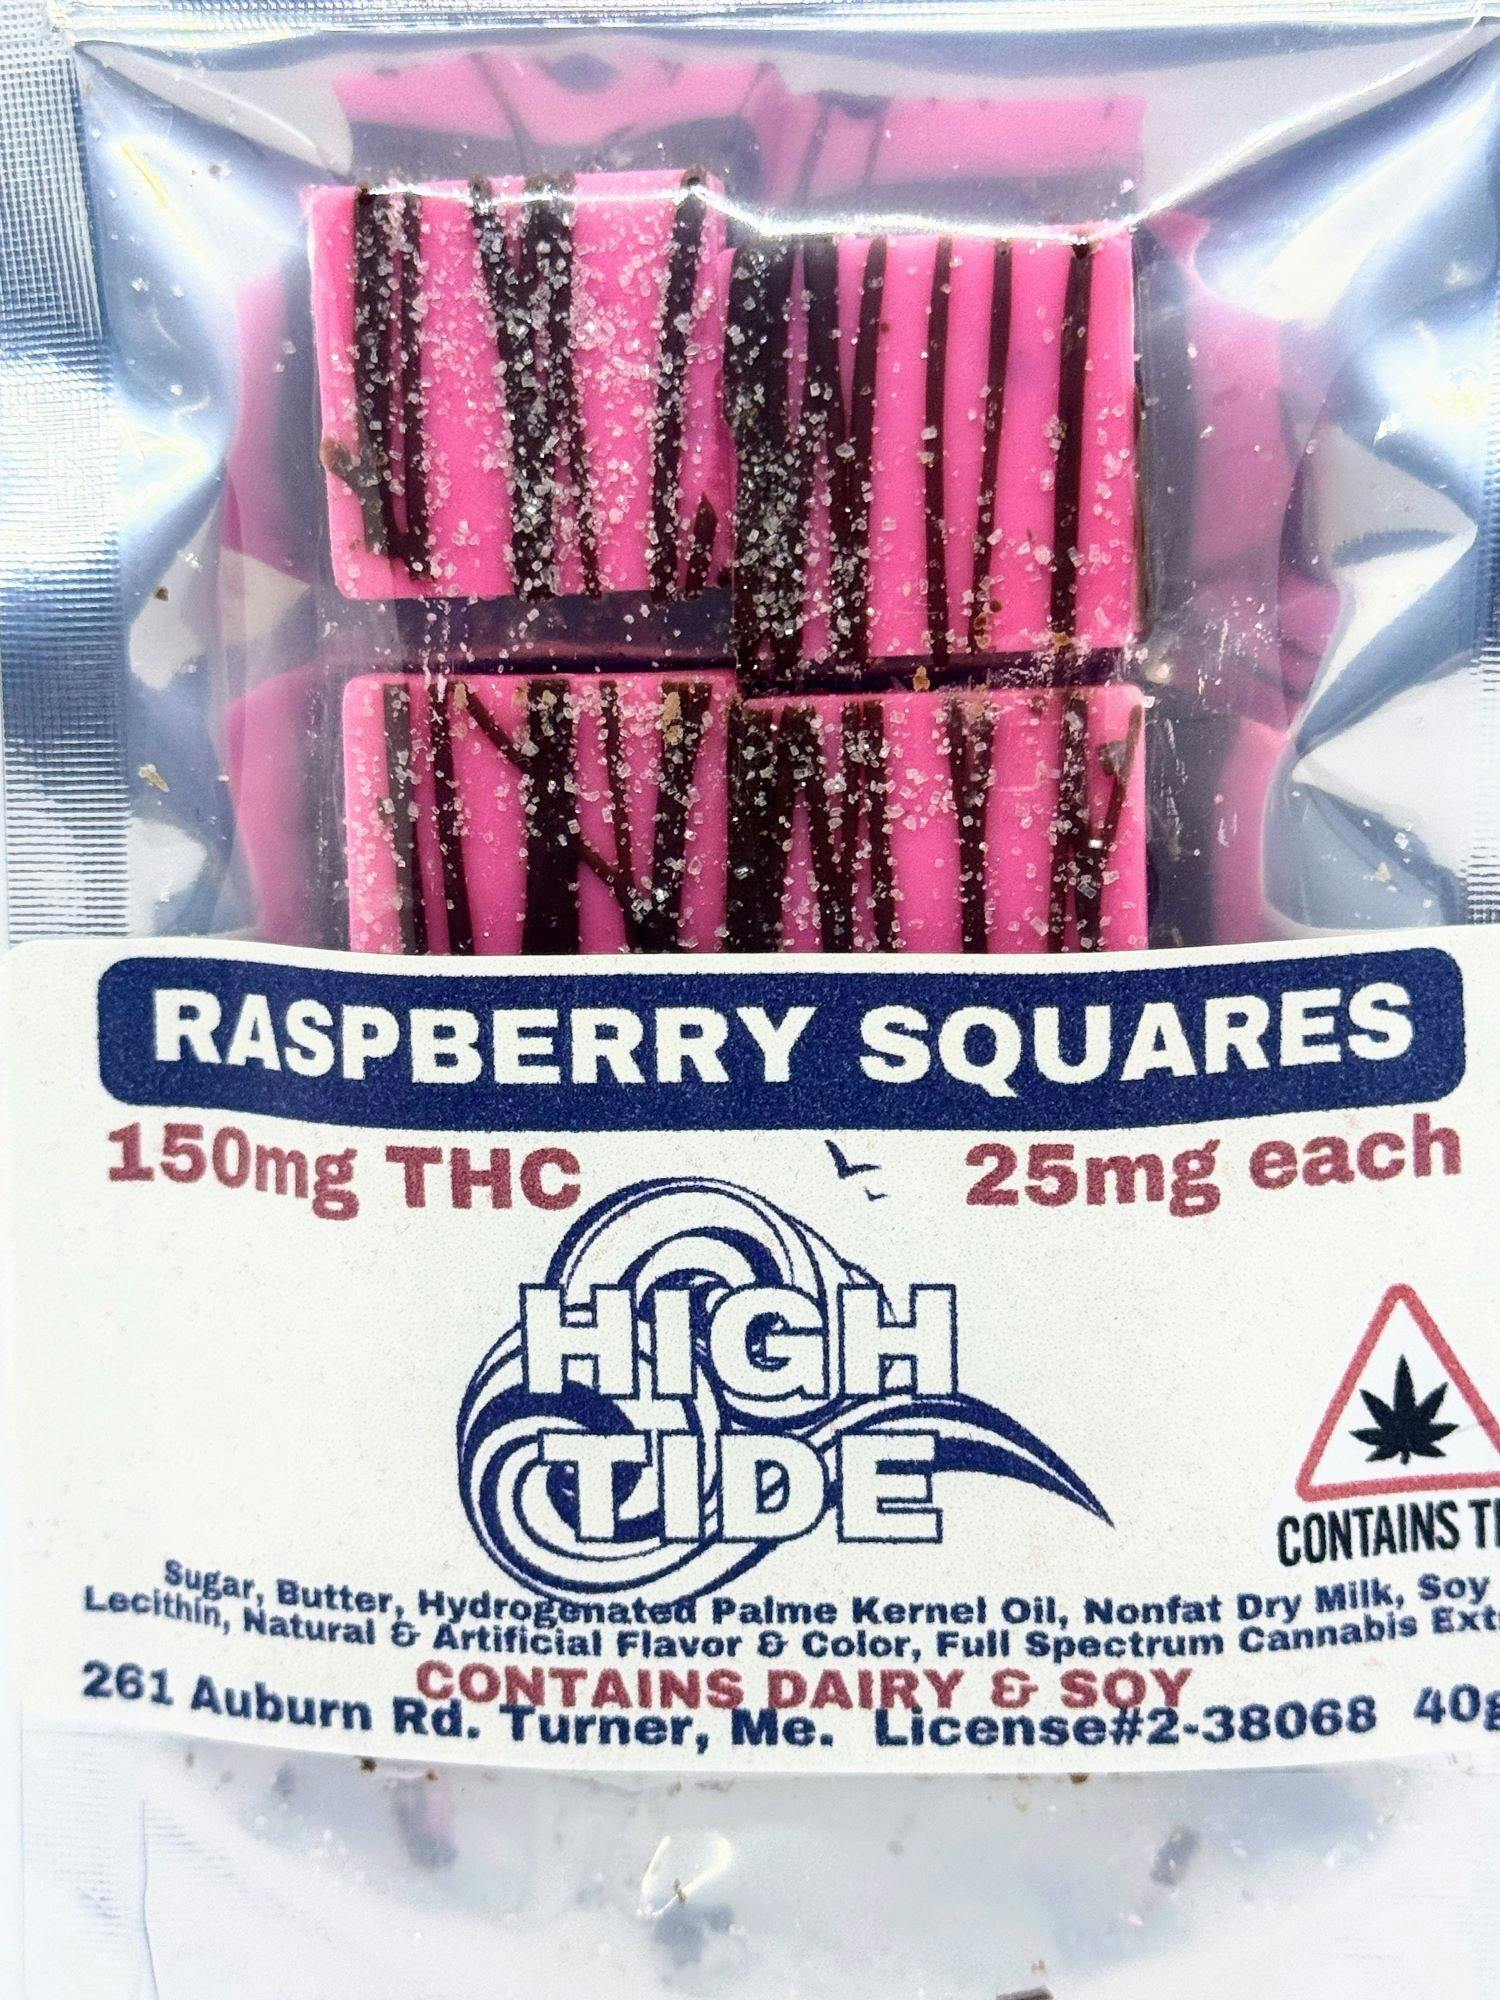 RASPBERRY SQUARES
150mg THC 25mg each
HIGH
TIDE
CONTAINS
Sugar, Butter, Hydrogenated Palme Kernel Oil, Nonfat Dry Milk, Soy
Lecithin, Natural & Artificial Flavor & Color, Full Spectrum Cannabis
CONTAINS DAIRY & SOY
261 Auburn Rd. Turner, Me. License#2-38068 40g